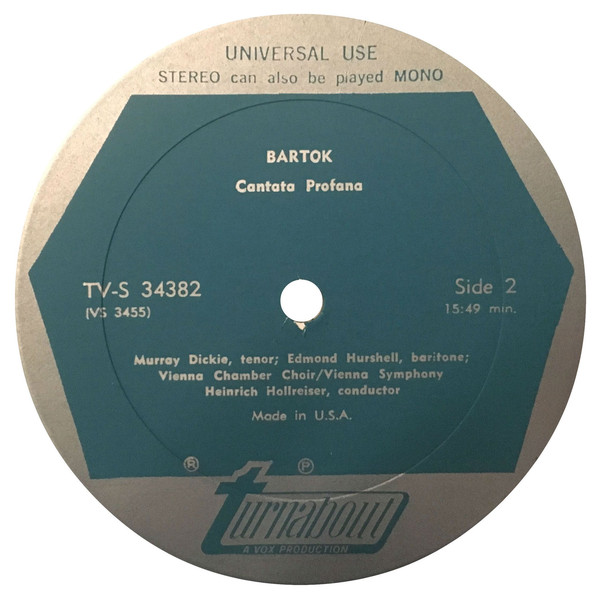 UNIVERSAL USE
STEREO can also be played MONO
BARTOK
Cantata Profana
TV-S 34382
(VS 3455)
Side 2
15:49 min.
Murray Dickie, tenor; Edmond Hurshell, baritone;
Vienna Chamber Choir/Vienna Symphony
Heinrich Hollreiser, conductor
Made in U.S.A.
® ℗
turnabout
A VOX PRODUCTION